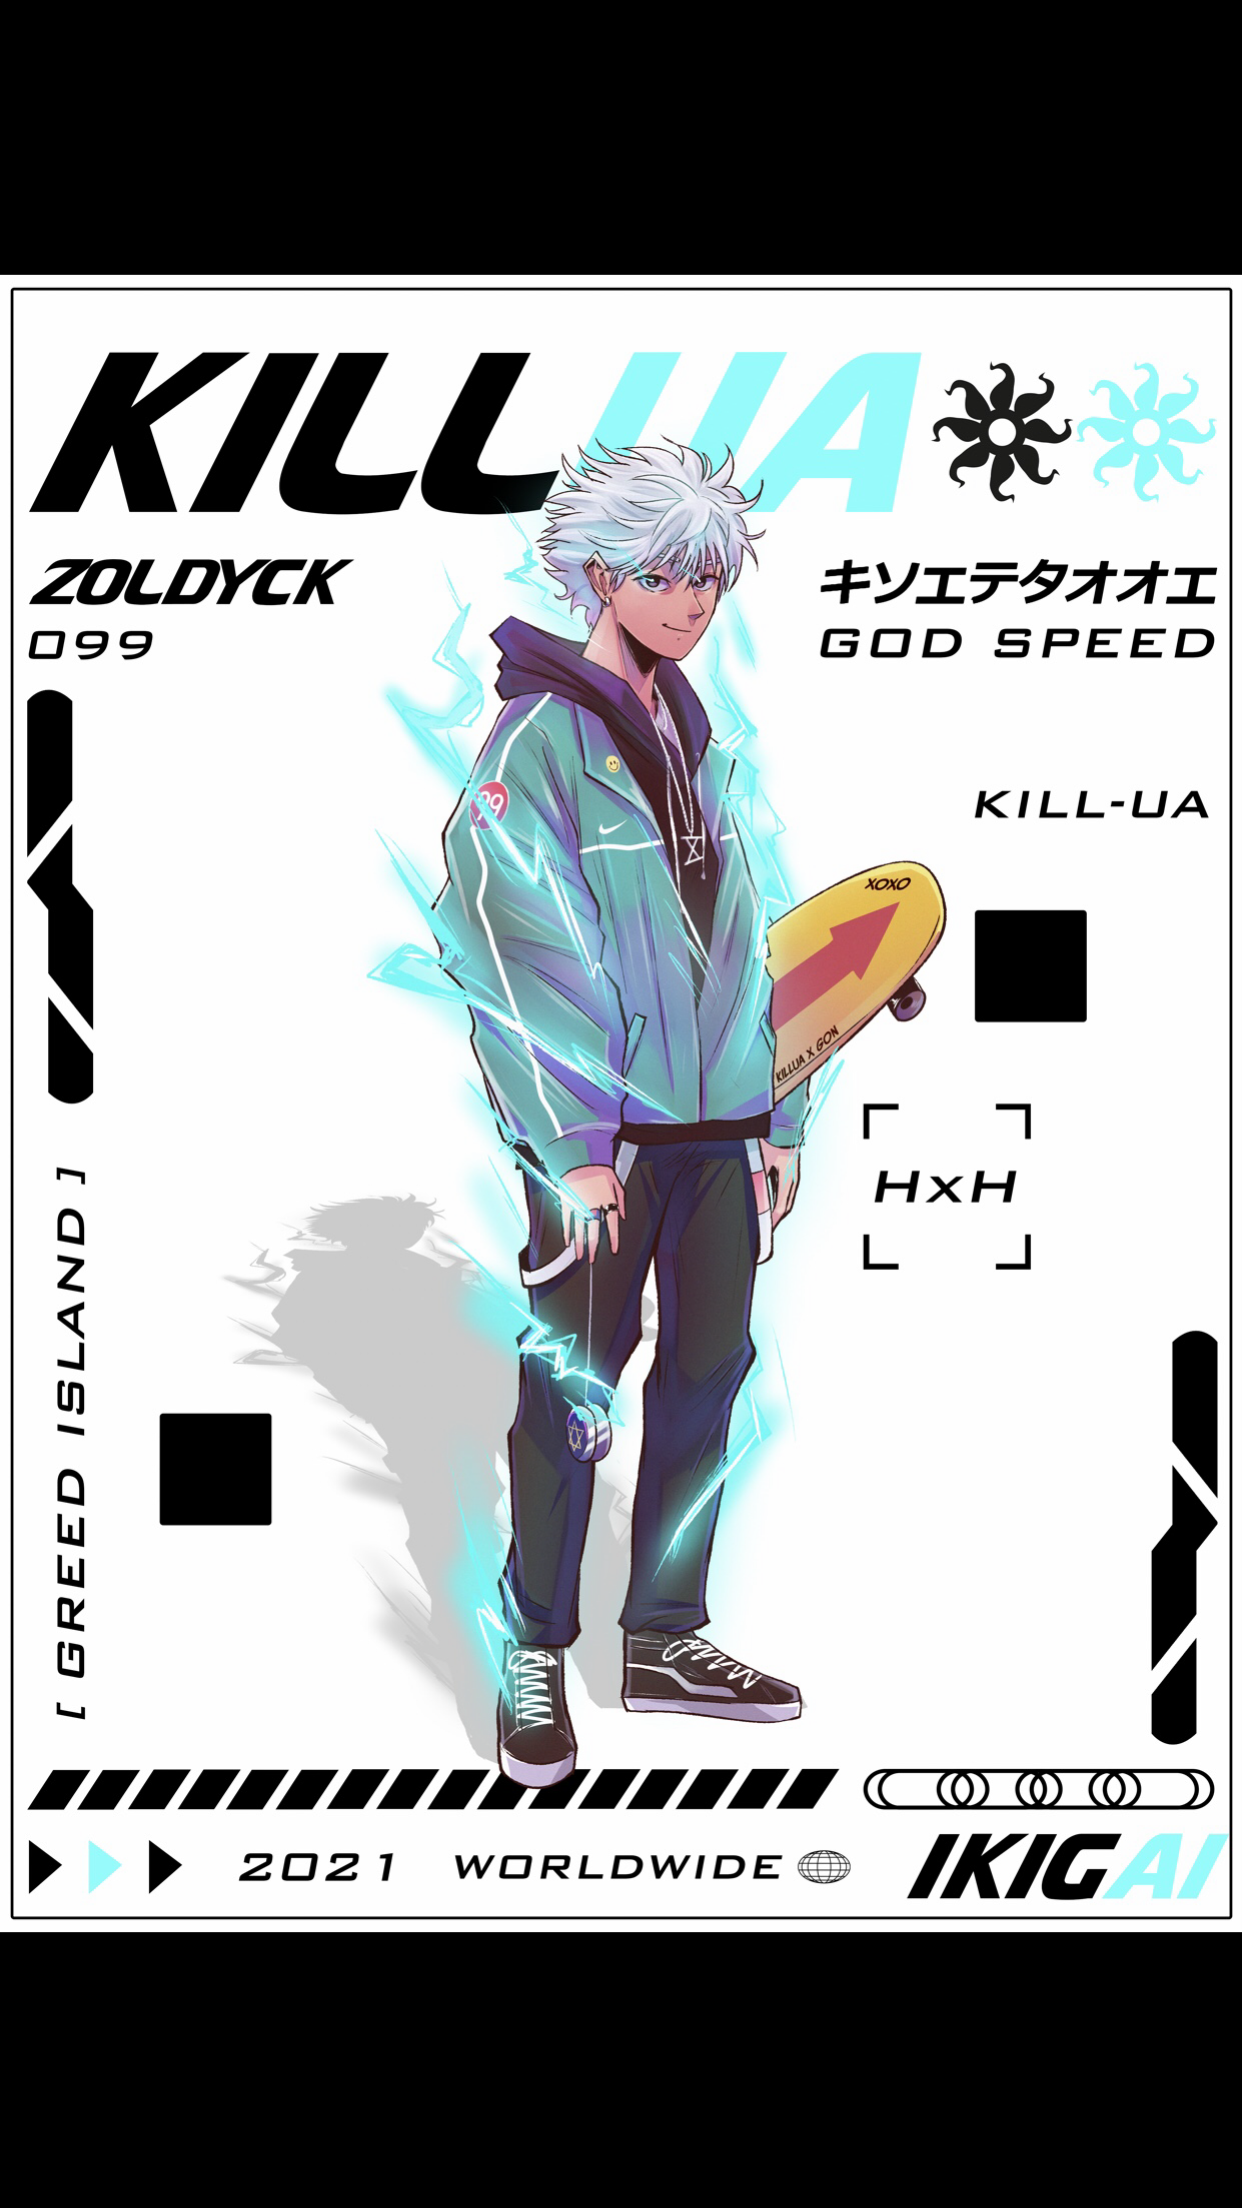 KILLUA
ZOLDYCK
099
キソエテタオオエ
GOD SPEED
KILL-UA
99
XOXO
KILLUA X GON
HxH
[ GREED ISLAND ]
2021 WORLDWIDE
IKIGAI